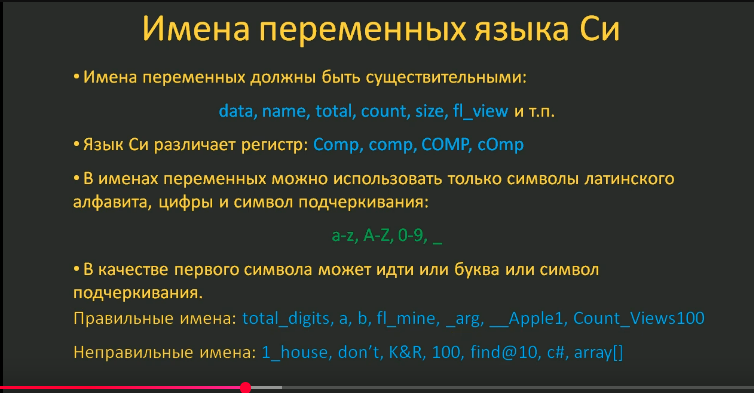 Имена переменных языка Си
• Имена переменных должны быть существительными:
data, name, total, count, size, fl_view и т.п.
• Язык Си различает регистр: Comp, comp, COMP, cOmp
• В именах переменных можно использовать только символы латинского
алфавита, цифры и символ подчеркивания:
a-z, A-Z, 0-9, _
• В качестве первого символа может идти или буква или символ
подчеркивания.
Правильные имена: total_digits, a, b, fl_mine, _arg, __Apple1, Count_Views100
Неправильные имена: 1_house, don’t, K&R, 100, find@10, c#, array[]